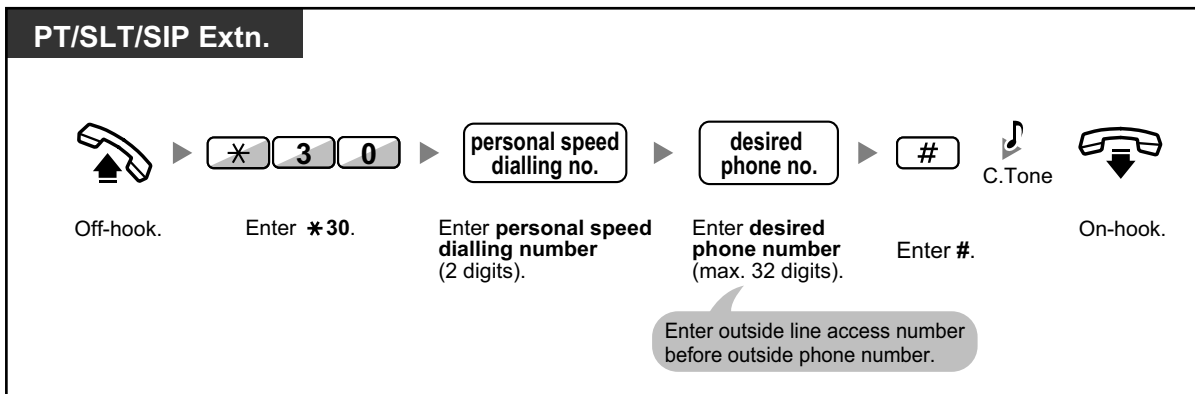 PT/SLT/SIP Extn.
* 3 0
personal speed
dialling no.
desired
phone no.
#
C.Tone
Off-hook.
Enter *30.
Enter personal speed
dialling number
(2 digits).
Enter desired
phone number
(max. 32 digits).
Enter #.
On-hook.
Enter outside line access number
before outside phone number.